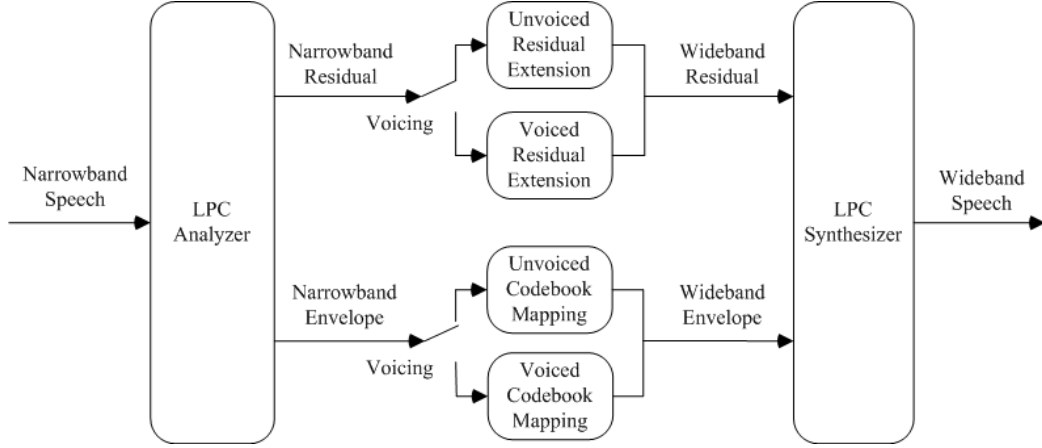 Narrowband
Speech
LPC
Analyzer
Narrowband
Residual
Voicing
Unvoiced
Residual
Extension
Voiced
Residual
Extension
Wideband
Residual
Narrowband
Envelope
Voicing
Unvoiced
Codebook
Mapping
Voiced
Codebook
Mapping
Wideband
Envelope
LPC
Synthesizer
Wideband
Speech